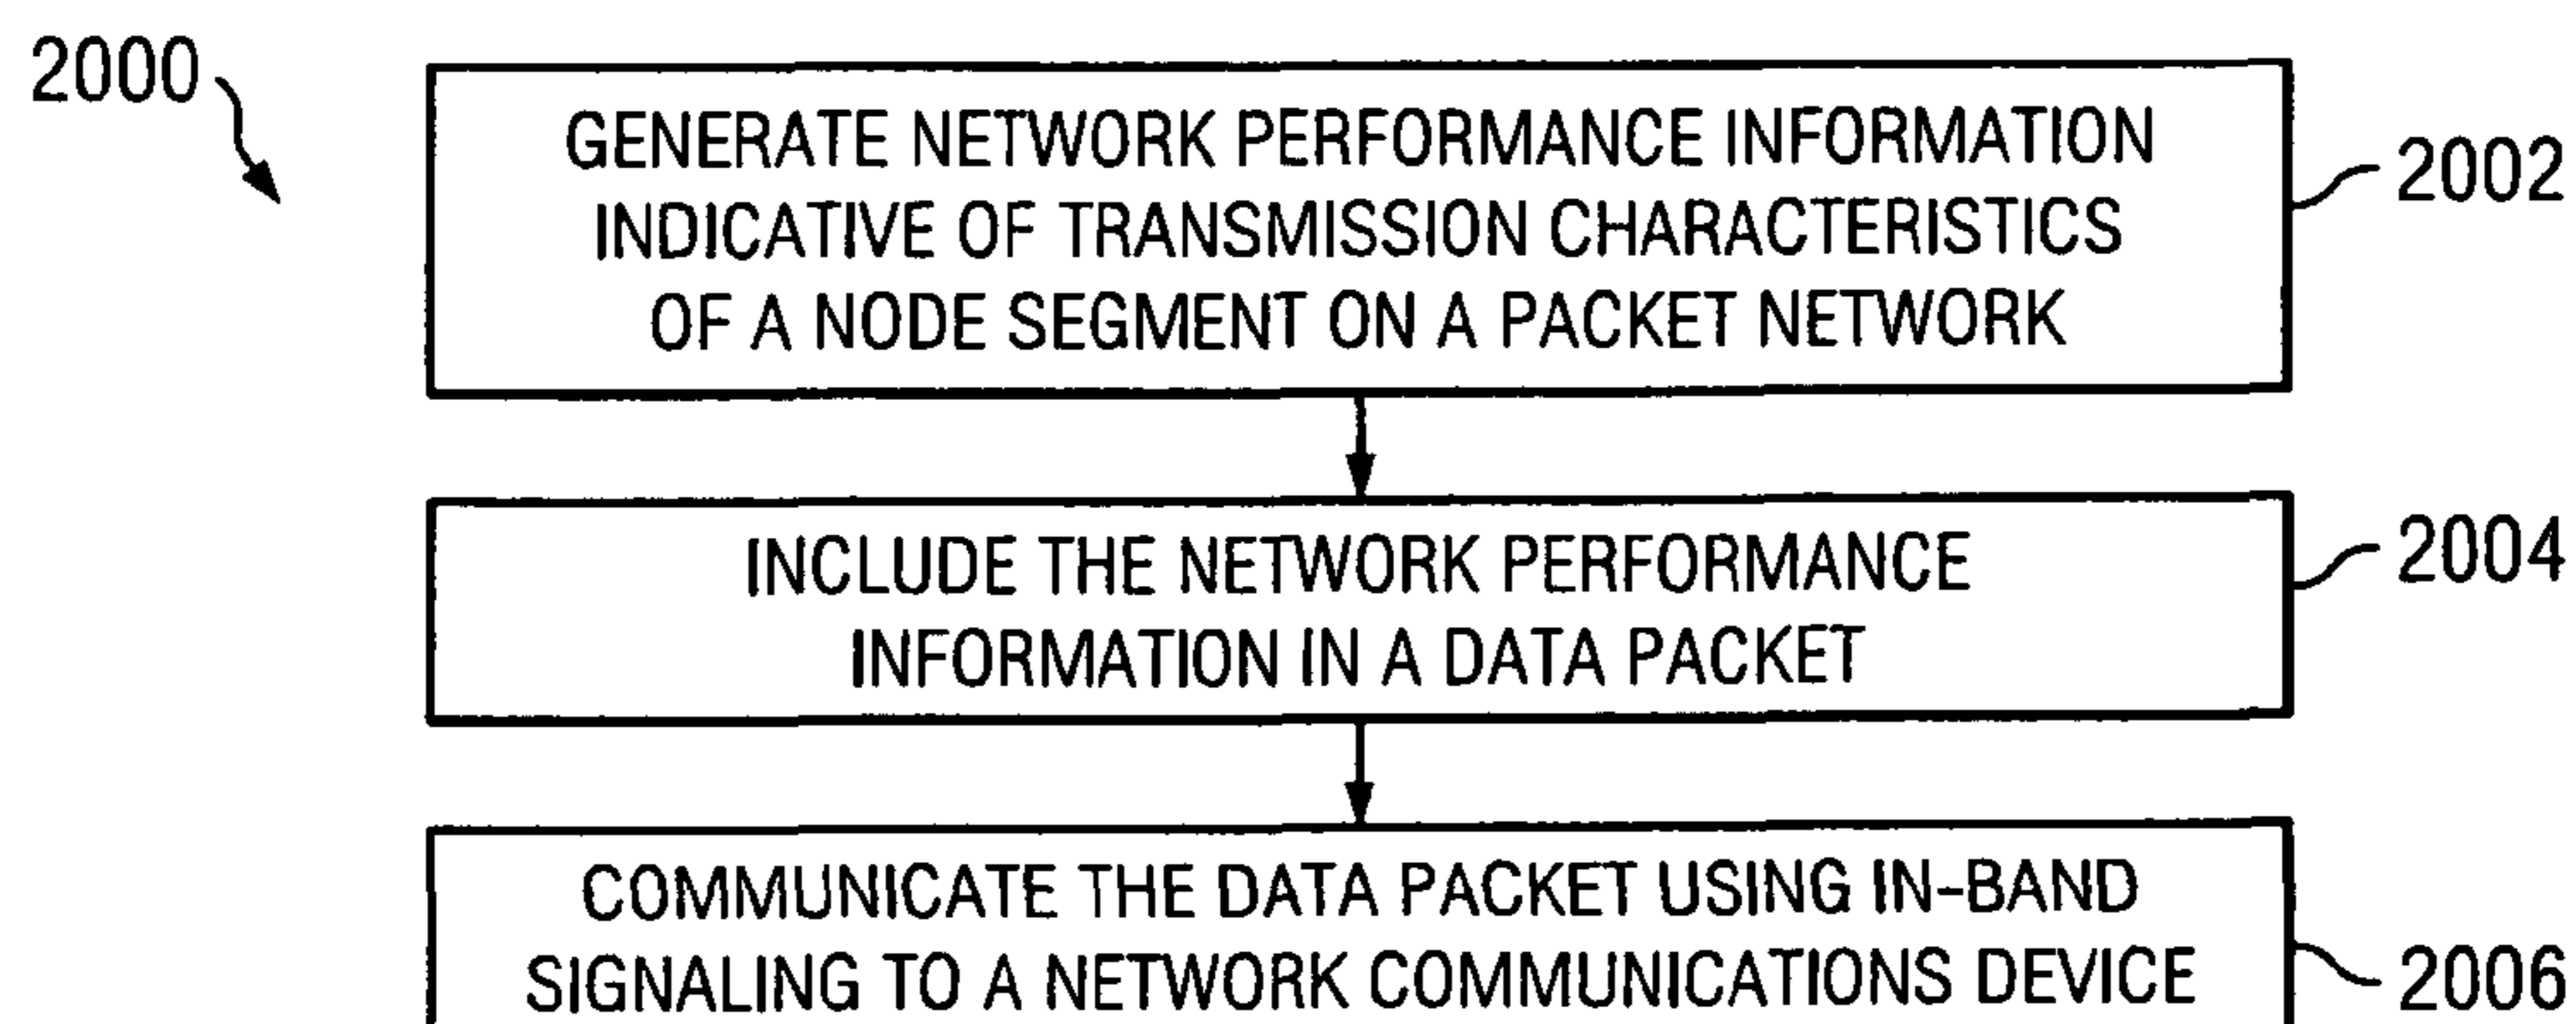 2000
GENERATE NETWORK PERFORMANCE INFORMATION
INDICATIVE OF TRANSMISSION CHARACTERISTICS
OF A NODE SEGMENT ON A PACKET NETWORK
2002
INCLUDE THE NETWORK PERFORMANCE
INFORMATION IN A DATA PACKET
2004
COMMUNICATE THE DATA PACKET USING IN-BAND
SIGNALING TO A NETWORK COMMUNICATIONS DEVICE
2006